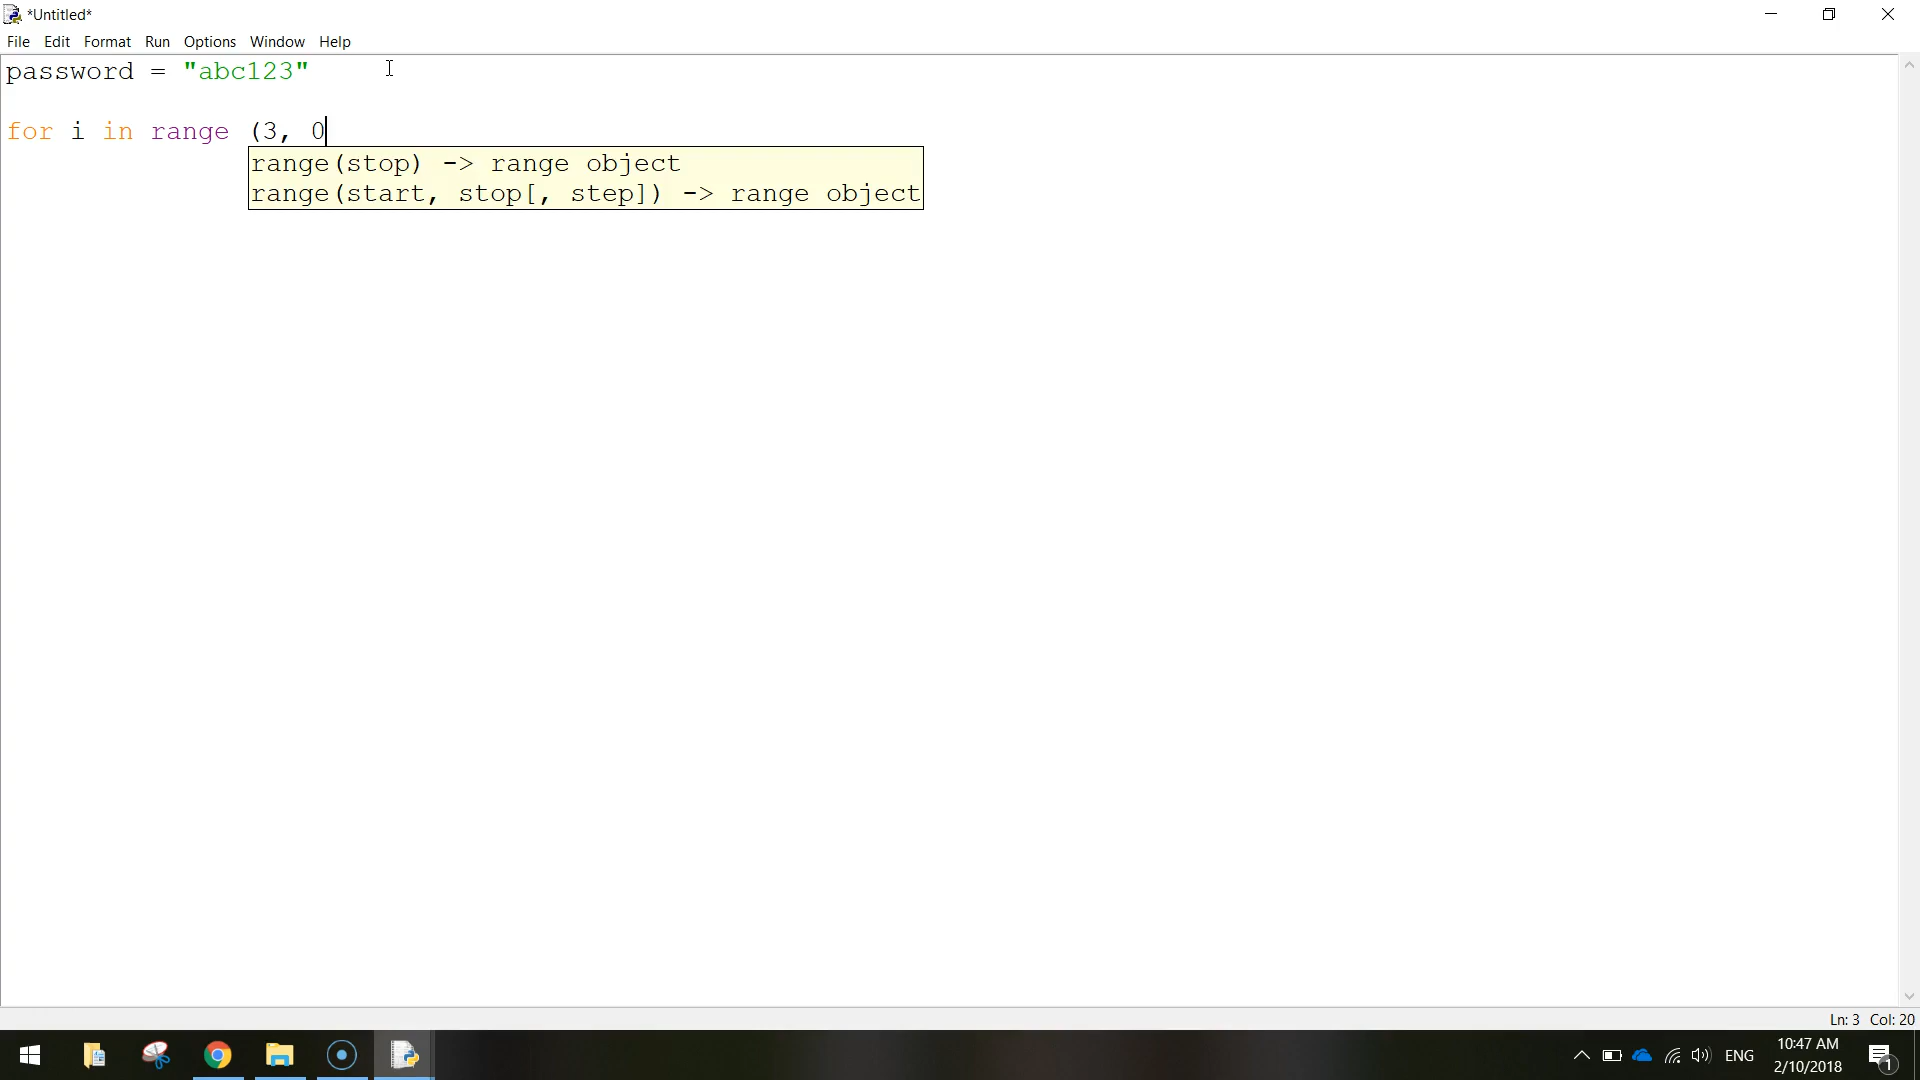 *Untitled*
File Edit Format Run Options Window Help
password = "abc123"
for i in range (3, 0
range(stop) -> range object
range(start, stop[, step]) -> range object
Ln: 3 Col: 20
ENG
10:47 AM
2/10/2018
1